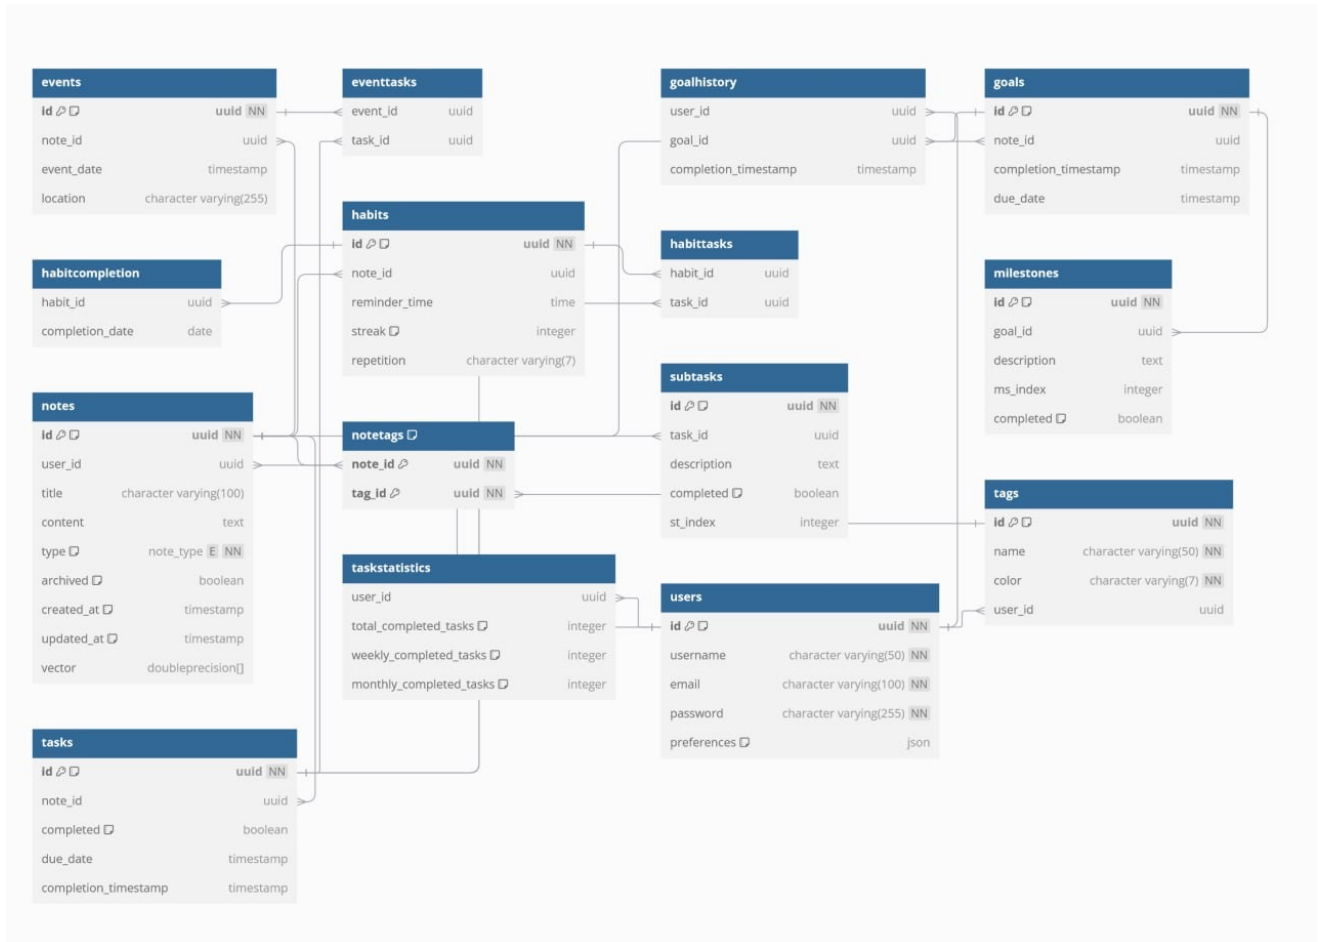 events
id uuid NN
note_id uuid
event_date timestamp
location character varying(255)
eventtasks
event_id uuid
task_id uuid
goalhistory
user_id uuid
goal_id uuid
completion_timestamp timestamp
goals
id uuid NN
note_id uuid
completion_timestamp timestamp
due_date timestamp
habits
id uuid NN
note_id uuid
reminder_time time
streak integer
repetition character varying(7)
habittasks
habit_id uuid
task_id uuid
habitcompletion
habit_id uuid
completion_date date
milestones
id uuid NN
goal_id uuid
description text
ms_index integer
completed boolean
subtasks
id uuid NN
task_id uuid
description text
completed boolean
st_index integer
notes
id uuid NN
user_id uuid
title character varying(100)
content text
type note_type E NN
archived boolean
created_at timestamp
updated_at timestamp
vector doubleprecision[]
notetags
note_id uuid NN
tag_id uuid NN
tags
id uuid NN
name character varying(50) NN
color character varying(7) NN
user_id uuid
taskstatistics
user_id uuid
total_completed_tasks integer
weekly_completed_tasks integer
monthly_completed_tasks integer
users
id uuid NN
username character varying(50) NN
email character varying(100) NN
password character varying(255) NN
preferences json
tasks
id uuid NN
note_id uuid
completed boolean
due_date timestamp
completion_timestamp timestamp